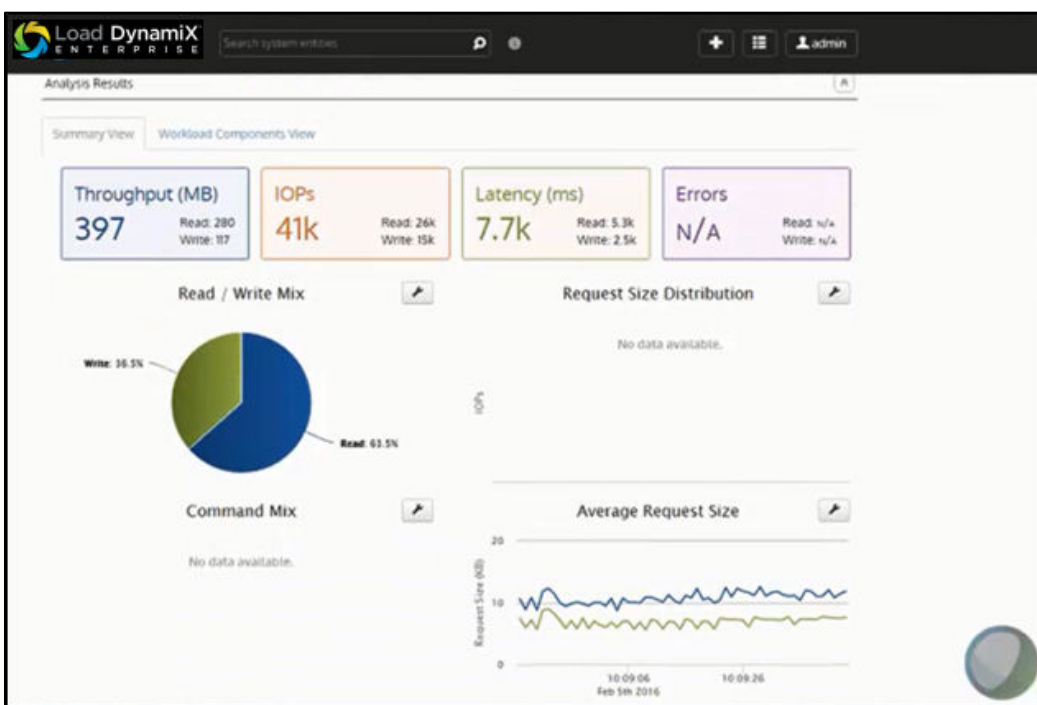 Load DynamiX
ENTERPRISE
Search system entities
admin
Analysis Results
Summary View
Workload Components View
Throughput (MB)
397
Read: 280
Write: 117
IOPs
41k
Read: 26k
Write: 15k
Latency (ms)
7.7k
Read: 5.3k
Write: 2.5k
Errors
N/A
Read: N/A
Write: N/A
Read / Write Mix
Write: 36.5%
Read: 63.5%
Request Size Distribution
No data available.
IOPs
Command Mix
No data available.
Average Request Size
Request Size (KB)
20
10
0
10:09:06
Feb 5th 2016
10:09:26